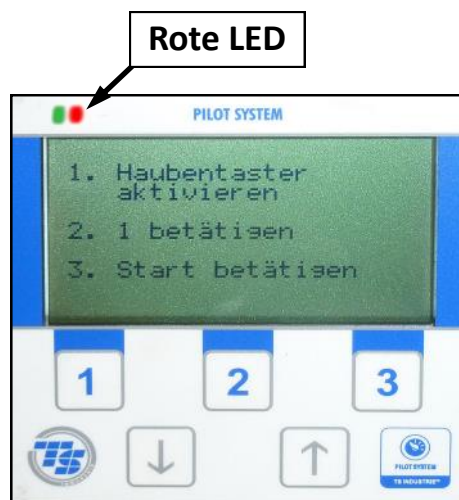 Rote LED
PILOT SYSTEM
1. Haubentaster
aktivieren
2. 1 betätigen
3. Start betätigen
1
2
3
TS
↓
↑
PILOT SYSTEM
TS INDUSTRIE